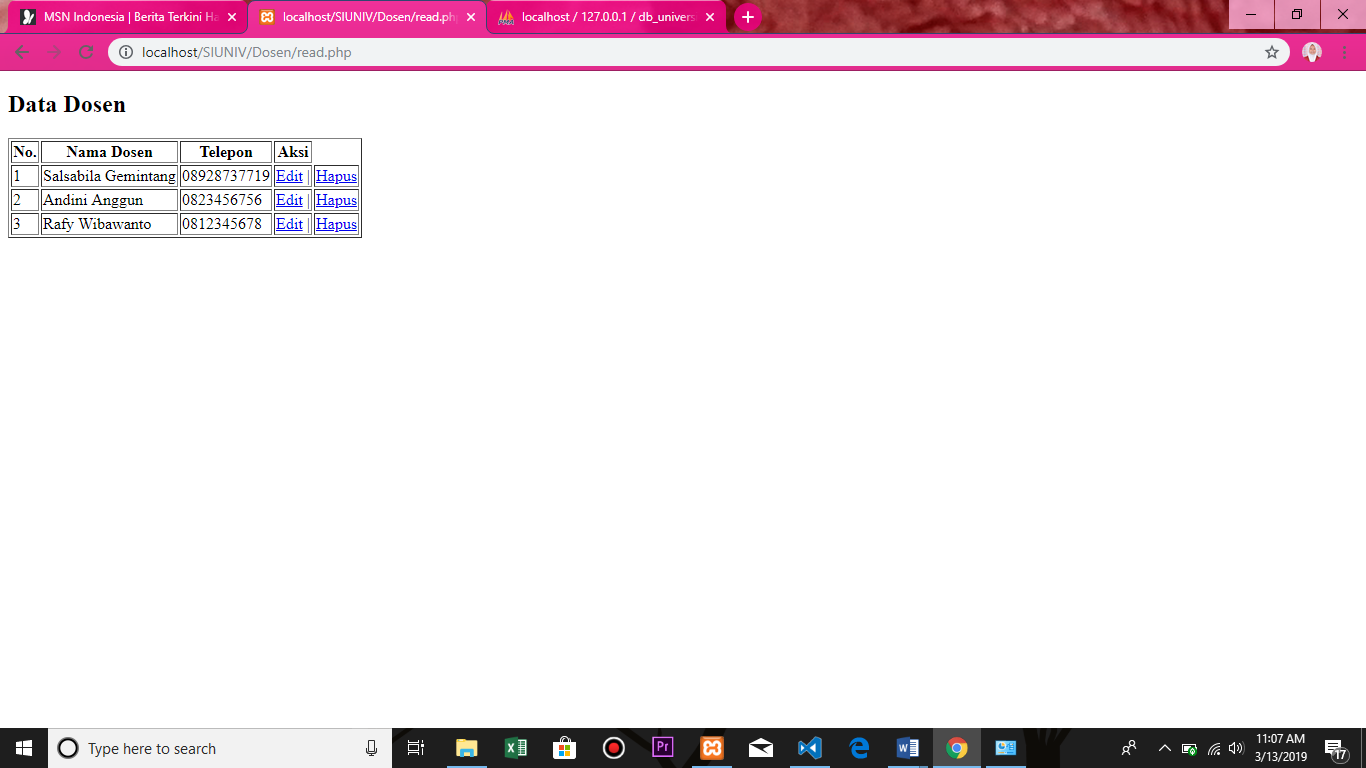 MSN Indonesia | Berita Terkini Ha
localhost/SIUNIV/Dosen/read.ph
localhost / 127.0.0.1 / db_univers
localhost/SIUNIV/Dosen/read.php
Data Dosen
No. Nama Dosen Telepon Aksi
1 Salsabila Gemintang 08928737719 Edit | Hapus
2 Andini Anggun 0823456756 Edit | Hapus
3 Rafy Wibawanto 0812345678 Edit | Hapus
Type here to search
Pr
11:07 AM
3/13/2019
17